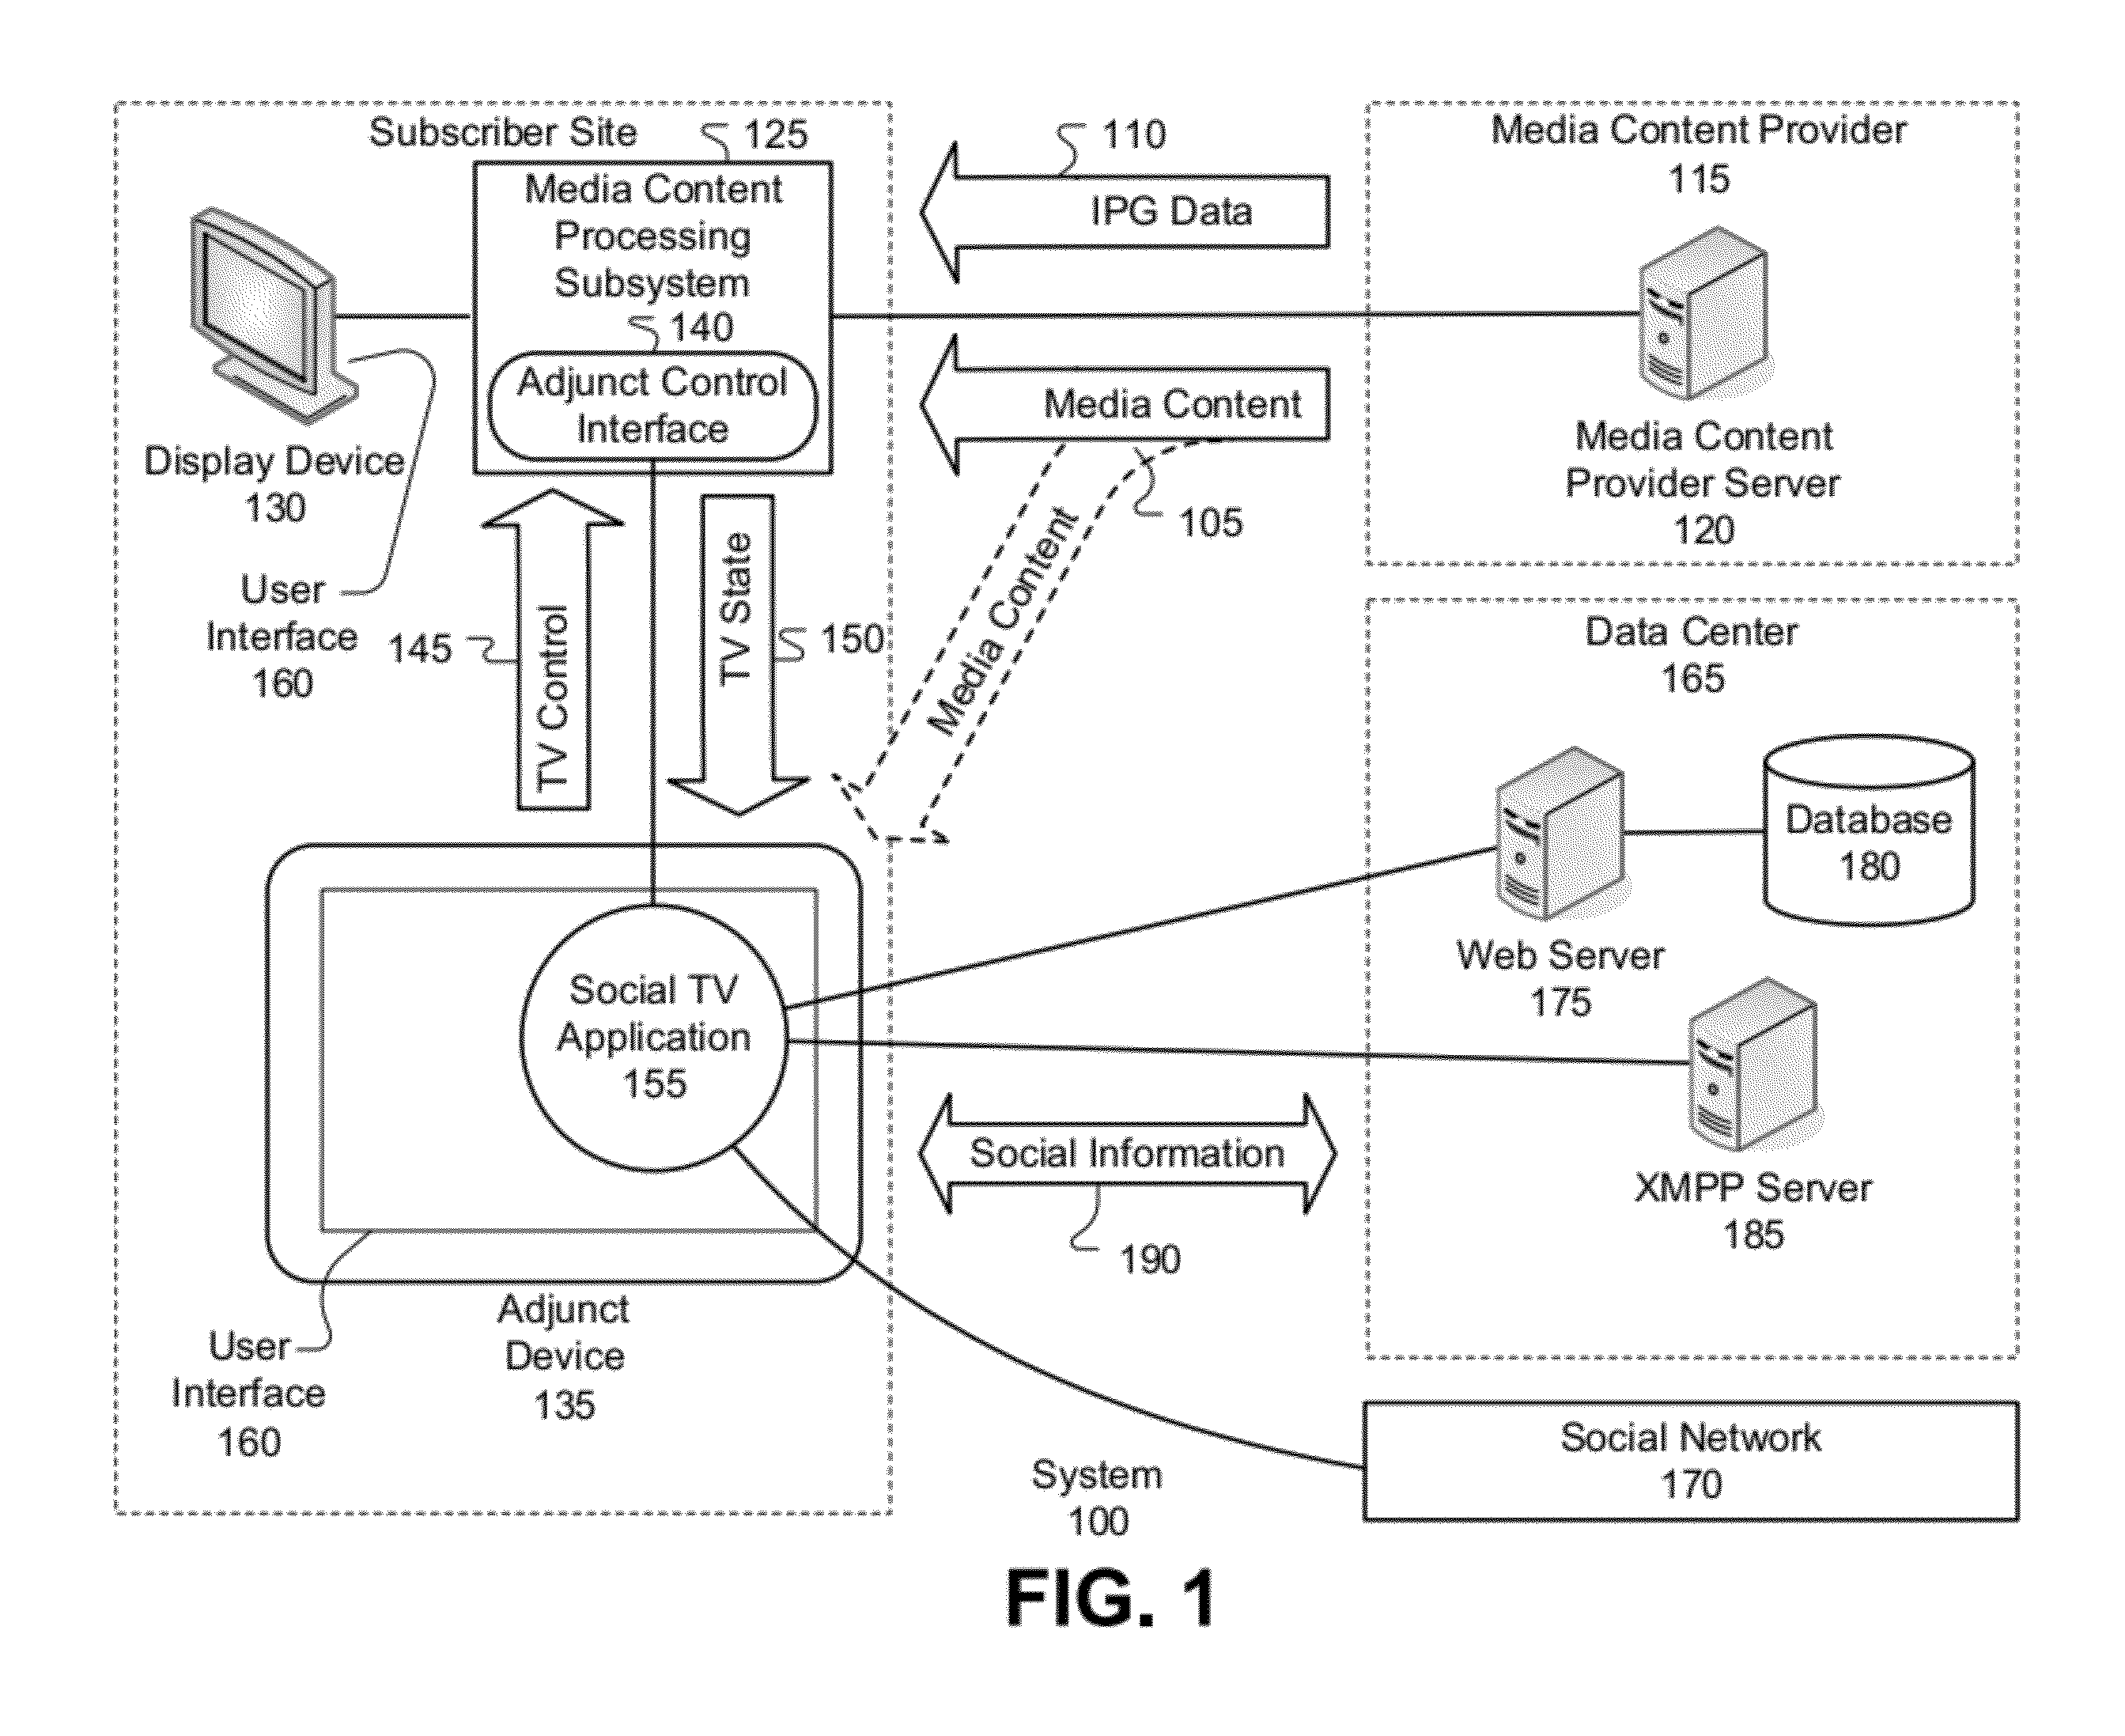 Subscriber Site
125
Media Content
Processing
Subsystem
140
Adjunct Control
Interface
Display Device
130
User
Interface
160
145
TV Control
TV State
150
110
IPG Data
Media Content
Media Content
105
Media Content Provider
115
Media Content
Provider Server
120
Data Center
165
Database
180
Web Server
175
XMPP Server
185
Social TV
Application
155
Social Information
190
Adjunct
Device
135
User
Interface
160
Social Network
170
System
100
FIG. 1